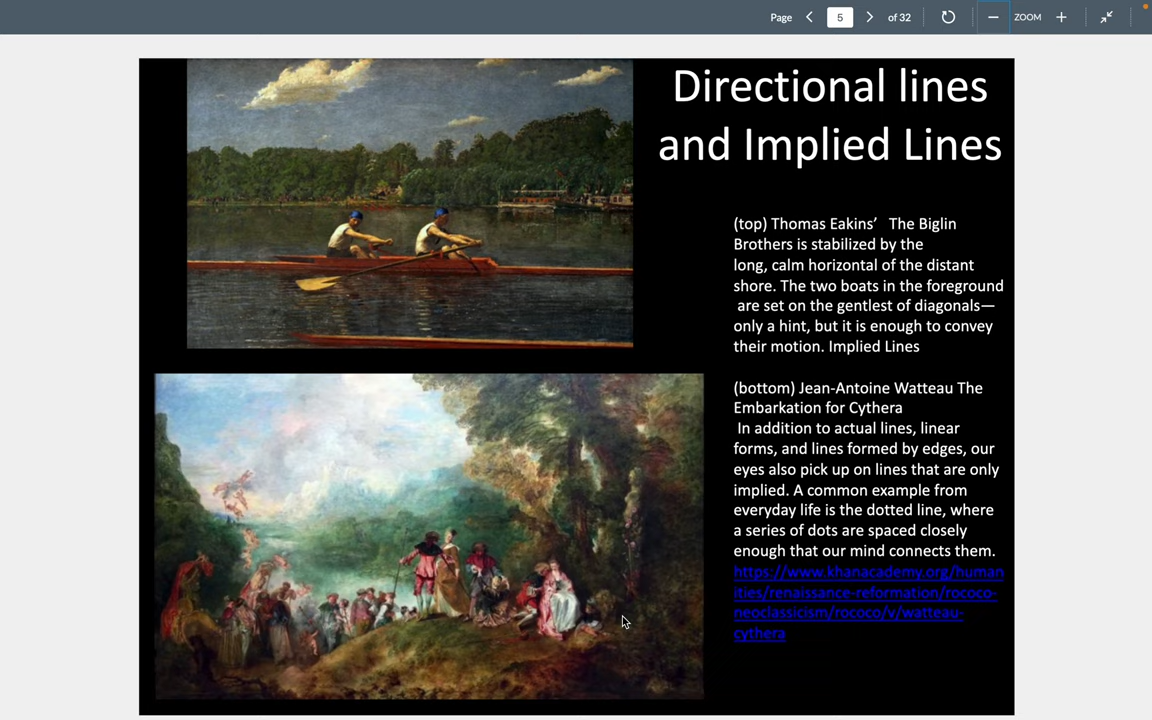 Page
5
of 32
ZOOM
Directional lines
and Implied Lines
(top) Thomas Eakins’   The Biglin
Brothers is stabilized by the
long, calm horizontal of the distant
shore. The two boats in the foreground
are set on the gentlest of diagonals—
only a hint, but it is enough to convey
their motion. Implied Lines
(bottom) Jean-Antoine Watteau The
Embarkation for Cythera
In addition to actual lines, linear
forms, and lines formed by edges, our
eyes also pick up on lines that are only
implied. A common example from
everyday life is the dotted line, where
a series of dots are spaced closely
enough that our mind connects them.
https://www.khanacademy.org/human
ities/renaissance-reformation/rococo-
neoclassicism/rococo/v/watteau-
cythera